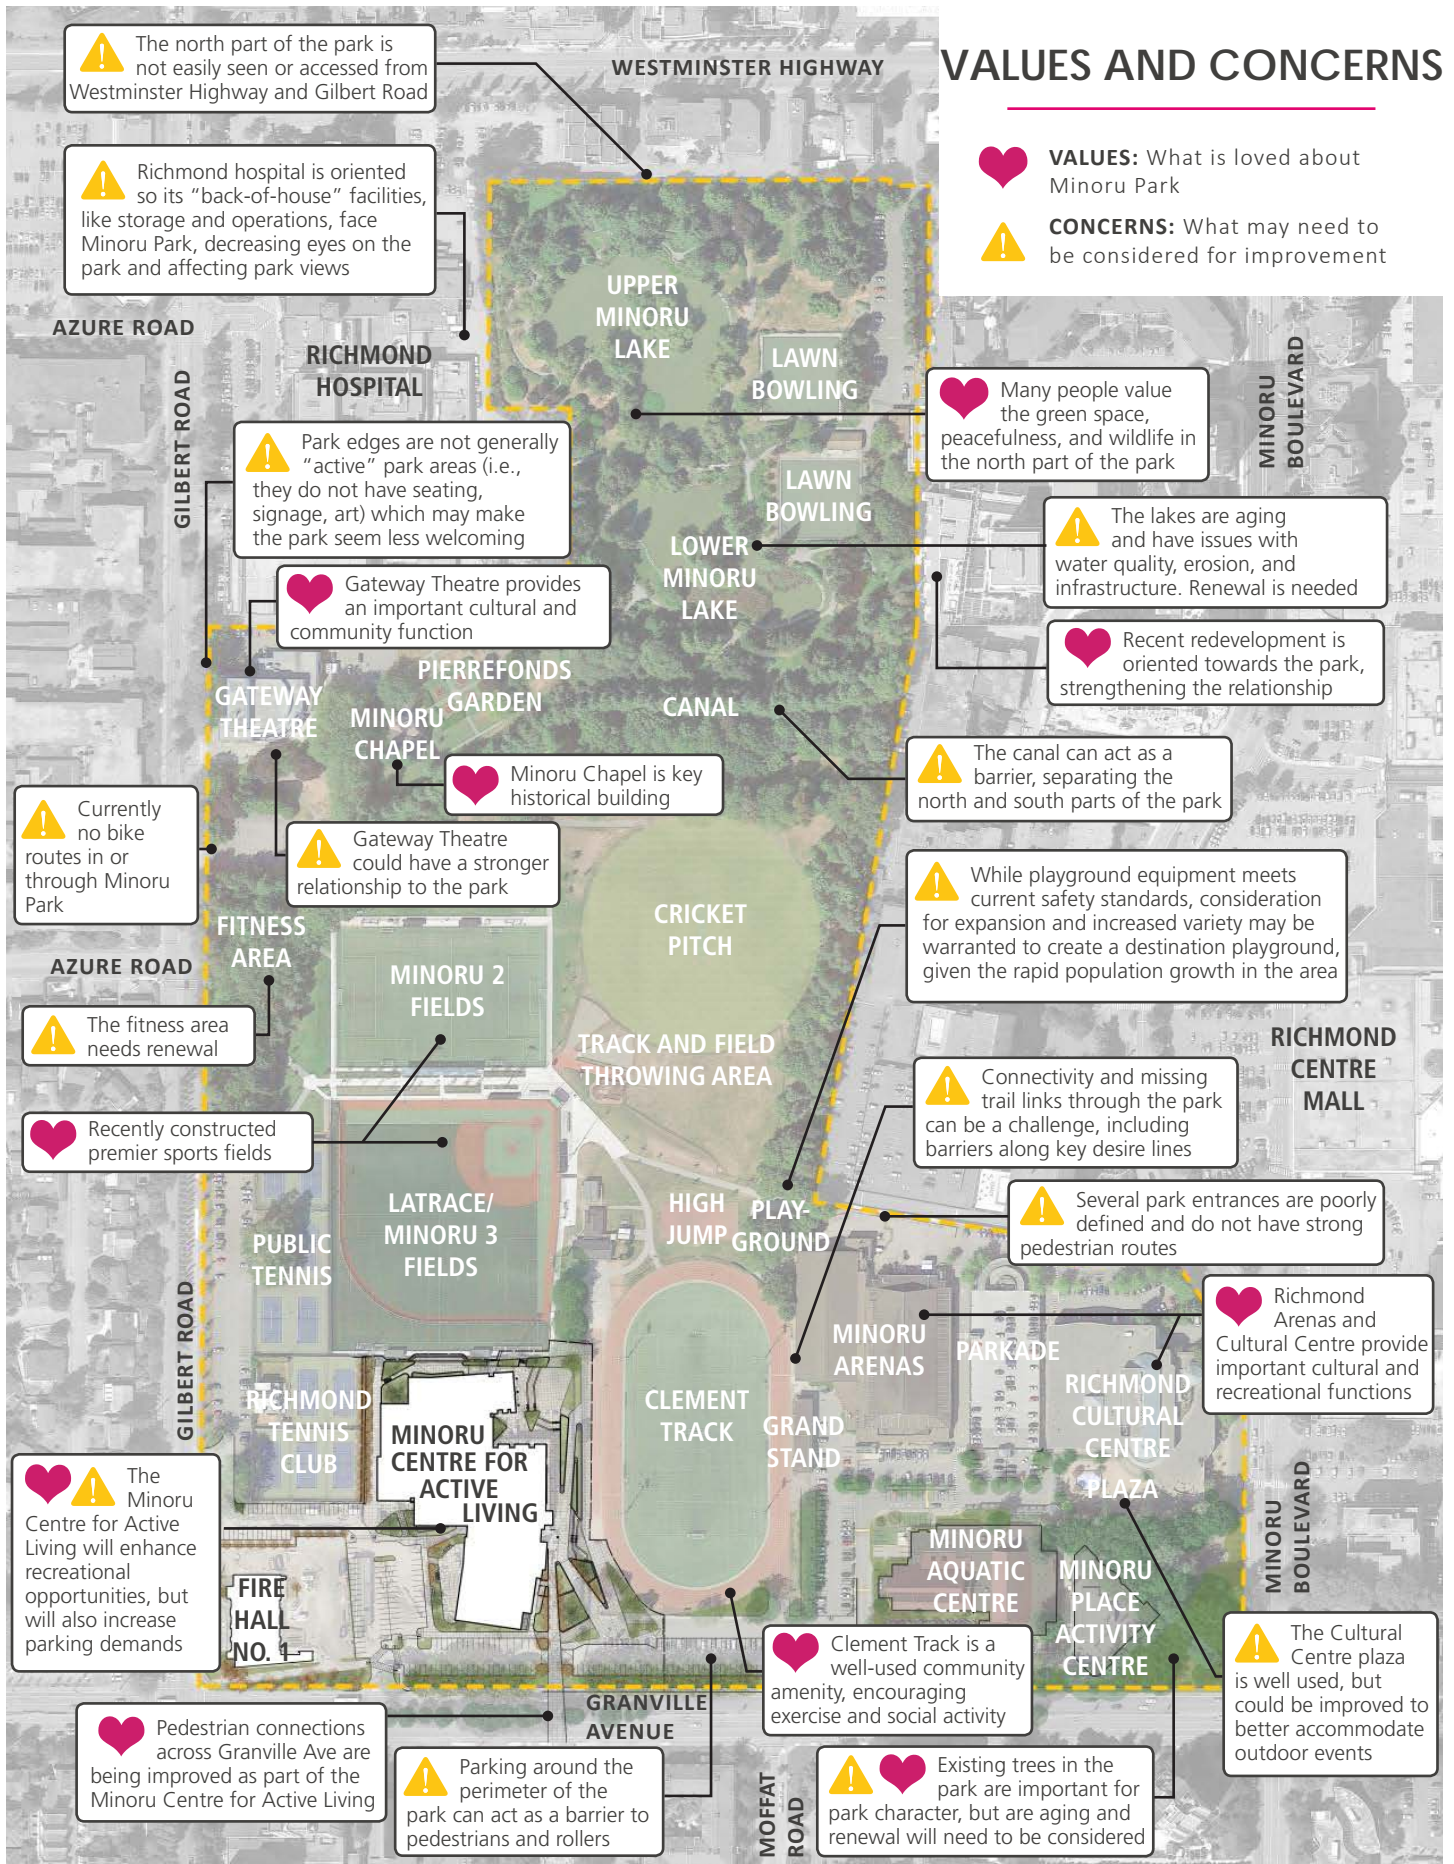 VALUES AND CONCERNS
VALUES: What is loved about
Minoru Park
CONCERNS: What may need to
be considered for improvement
The north part of the park is
not easily seen or accessed from
Westminster Highway and Gilbert Road
WESTMINSTER HIGHWAY
Richmond hospital is oriented
so its “back-of-house” facilities,
like storage and operations, face
Minoru Park, decreasing eyes on the
park and affecting park views
AZURE ROAD
RICHMOND
HOSPITAL
UPPER
MINORU
LAKE
LAWN
BOWLING
MINORU
BOULEVARD
GILBERT ROAD
Many people value
the green space,
peacefulness, and wildlife in
the north part of the park
Park edges are not generally
“active” park areas (i.e.,
they do not have seating,
signage, art) which may make
the park seem less welcoming
LAWN
BOWLING
The lakes are aging
and have issues with
water quality, erosion, and
infrastructure. Renewal is needed
LOWER
MINORU
LAKE
Gateway Theatre provides
an important cultural and
community function
Recent redevelopment is
oriented towards the park,
strengthening the relationship
GATEWAY
THEATRE
PIERREFONDS
GARDEN
MINORU
CHAPEL
CANAL
Minoru Chapel is key
historical building
The canal can act as a
barrier, separating the
north and south parts of the park
Currently
no bike
routes in or
through Minoru
Park
Gateway Theatre
could have a stronger
relationship to the park
While playground equipment meets
current safety standards, consideration
for expansion and increased variety may be
warranted to create a destination playground,
given the rapid population growth in the area
FITNESS
AREA
CRICKET
PITCH
AZURE ROAD
MINORU 2
FIELDS
The fitness area
needs renewal
TRACK AND FIELD
THROWING AREA
RICHMOND
CENTRE
MALL
Connectivity and missing
trail links through the park
can be a challenge, including
barriers along key desire lines
Recently constructed
premier sports fields
LATRACE/
MINORU 3
FIELDS
HIGH
JUMP
PLAY-
GROUND
Several park entrances are poorly
defined and do not have strong
pedestrian routes
PUBLIC
TENNIS
GILBERT ROAD
Richmond
Arenas and
Cultural Centre provide
important cultural and
recreational functions
MINORU
ARENAS
PARKADE
RICHMOND
CULTURAL
CENTRE
RICHMOND
TENNIS
CLUB
MINORU
CENTRE FOR
ACTIVE
LIVING
CLEMENT
TRACK
GRAND
STAND
PLAZA
MINORU
BOULEVARD
The
Minoru
Centre for Active
Living will enhance
recreational
opportunities, but
will also increase
parking demands
FIRE
HALL
NO. 1
MINORU
AQUATIC
CENTRE
MINORU
PLACE
ACTIVITY
CENTRE
Clement Track is a
well-used community
amenity, encouraging
exercise and social activity
The Cultural
Centre plaza
is well used, but
could be improved to
better accommodate
outdoor events
GRANVILLE
AVENUE
Pedestrian connections
across Granville Ave are
being improved as part of the
Minoru Centre for Active Living
Parking around the
perimeter of the
park can act as a barrier to
pedestrians and rollers
MOFFAT
ROAD
Existing trees in the
park are important for
park character, but are aging and
renewal will need to be considered